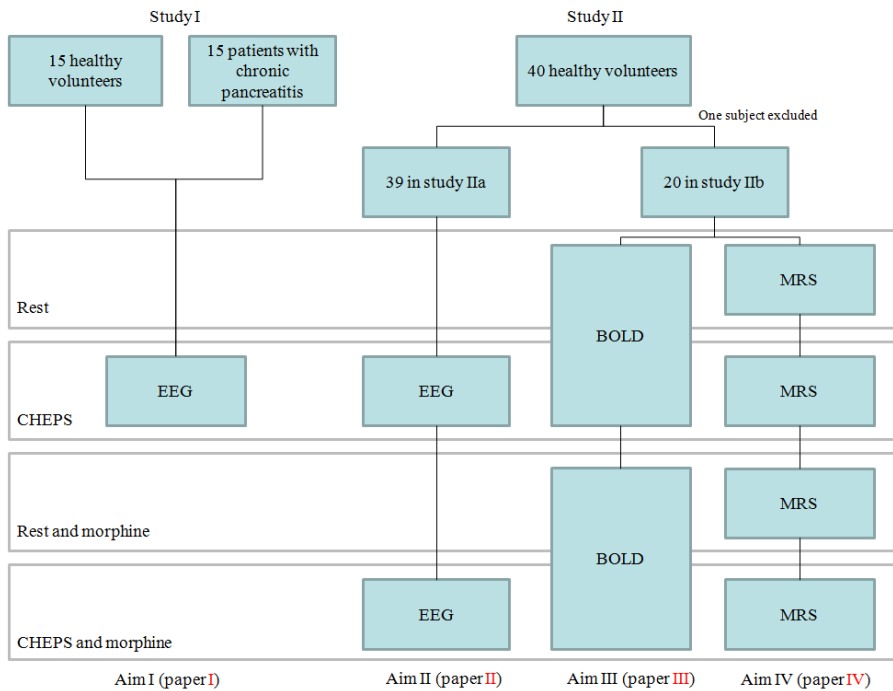 Study I
Study II
15 healthy
volunteers
15 patients with
chronic
pancreatitis
40 healthy volunteers
One subject excluded
39 in study IIa
20 in study IIb
Rest
BOLD
MRS
CHEPS
EEG
EEG
MRS
Rest and morphine
BOLD
MRS
CHEPS and morphine
EEG
MRS
Aim I (paper I)
Aim II (paper II)
Aim III (paper III)
Aim IV (paper IV)